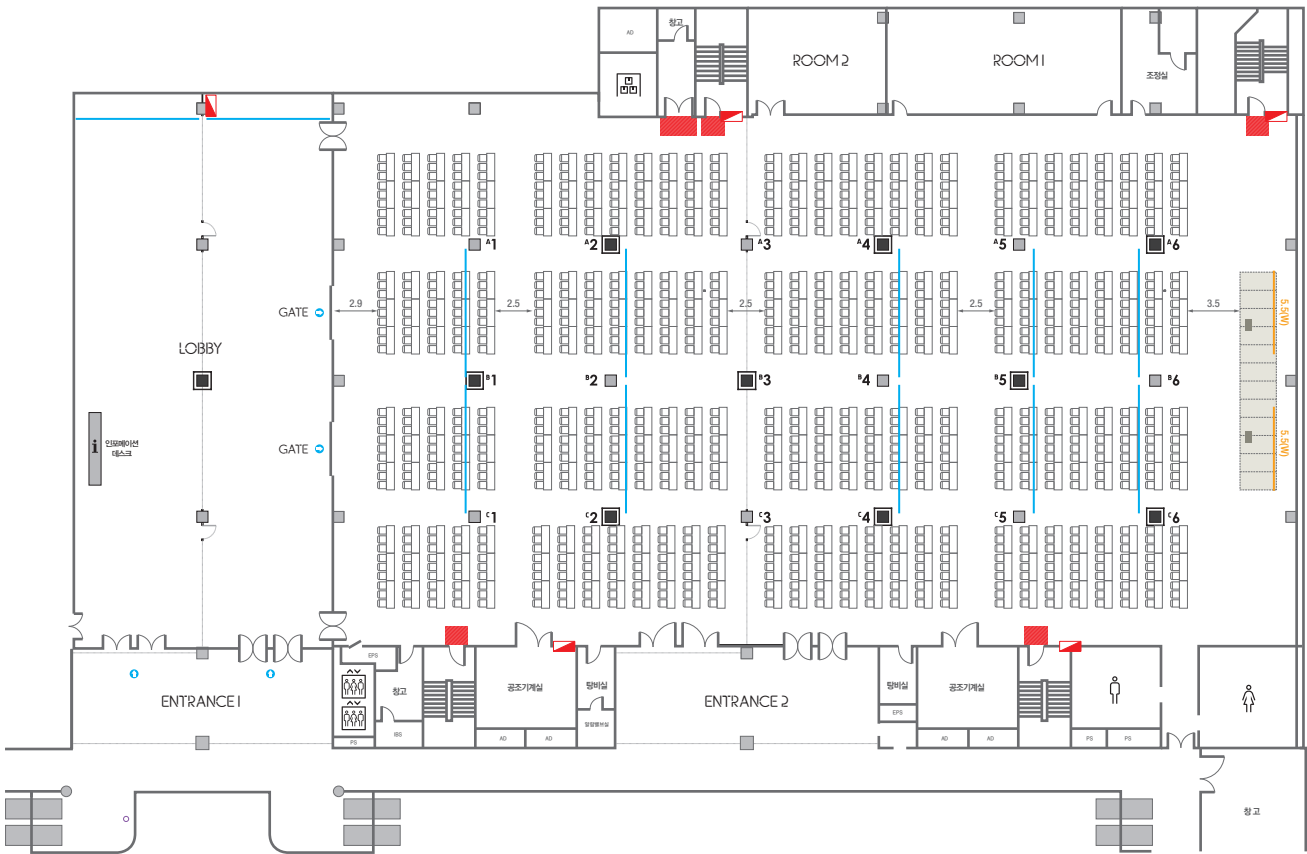 AD
창고
ROOM 2
ROOM 1
조정실
A1
A2
A3
A4
A5
A6
2.9
2.5
2.5
2.5
3.5
5.5(W)
GATE
LOBBY
B1
B2
B3
B4
B5
B6
i
인포메이션
데스크
GATE
5.5(W)
C1
C2
C3
C4
C5
C6
EPS
ENTRANCE 1
창고
공조기계실
탕비실
ENTRANCE 2
탕비실
공조기계실
EPS
IBS
PS
AD
AD
AD
AD
PS
PS
창고